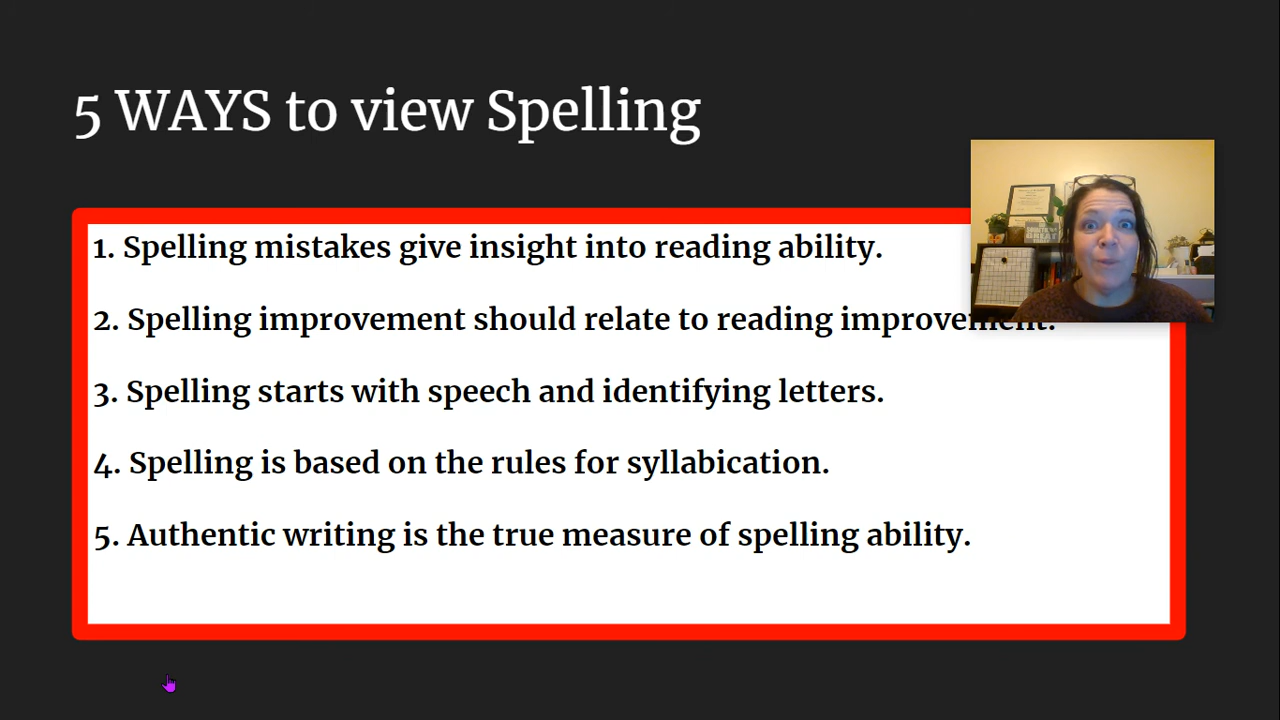 5 WAYS to view Spelling
1. Spelling mistakes give insight into reading ability.
2. Spelling improvement should relate to reading improvement.
3. Spelling starts with speech and identifying letters.
4. Spelling is based on the rules for syllabication.
5. Authentic writing is the true measure of spelling ability.